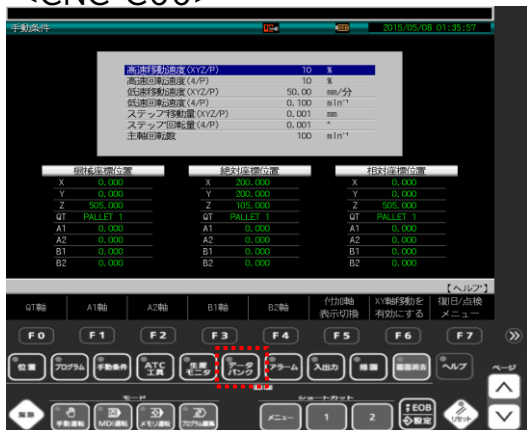 <CNC-C00>
手動条件
2015/05/08 01:35:57
高速移動速度(XYZ/P) 10 %
高速回転速度(4/P) 10 %
低速移動速度(XYZ/P) 50.00 mm/分
低速回転速度(4/P) 0.100 min⁻¹
ステップ移動量(XYZ/P) 0.001 mm
ステップ回転量(4/P) 0.001 °
主軸回転数 100 min⁻¹
機械座標位置 絶対座標位置 相対座標位置
X 0.000 X 200.000 X 0.000
Y 0.000 Y 200.000 Y 0.000
Z 505.000 Z 105.000 Z 505.000
QT PALLET 1 QT PALLET 1 QT PALLET 1
A1 0.000 A1 0.000 A1 0.000
A2 0.000 A2 0.000 A2 0.000
B1 0.000 B1 0.000 B1 0.000
B2 0.000 B2 0.000 B2 0.000
【ヘルプ】
QT軸 A1軸 A2軸 B1軸 B2軸 付加軸 XY軸移動を 復旧/点検
表示切換 有効にする メニュー
F0 F1 F2 F3 F4 F5 F6 F7
位置 プログラム 手動条件 ATC 工具 生産 モニタ データ バンク アラーム 入出力 画面消去 ヘルプ ページ
モード ショートカット
解除 手動運転 MDI運転 メモリ運転 プログラム編集 メニュー 1 2 ;EOB 設定 リセット